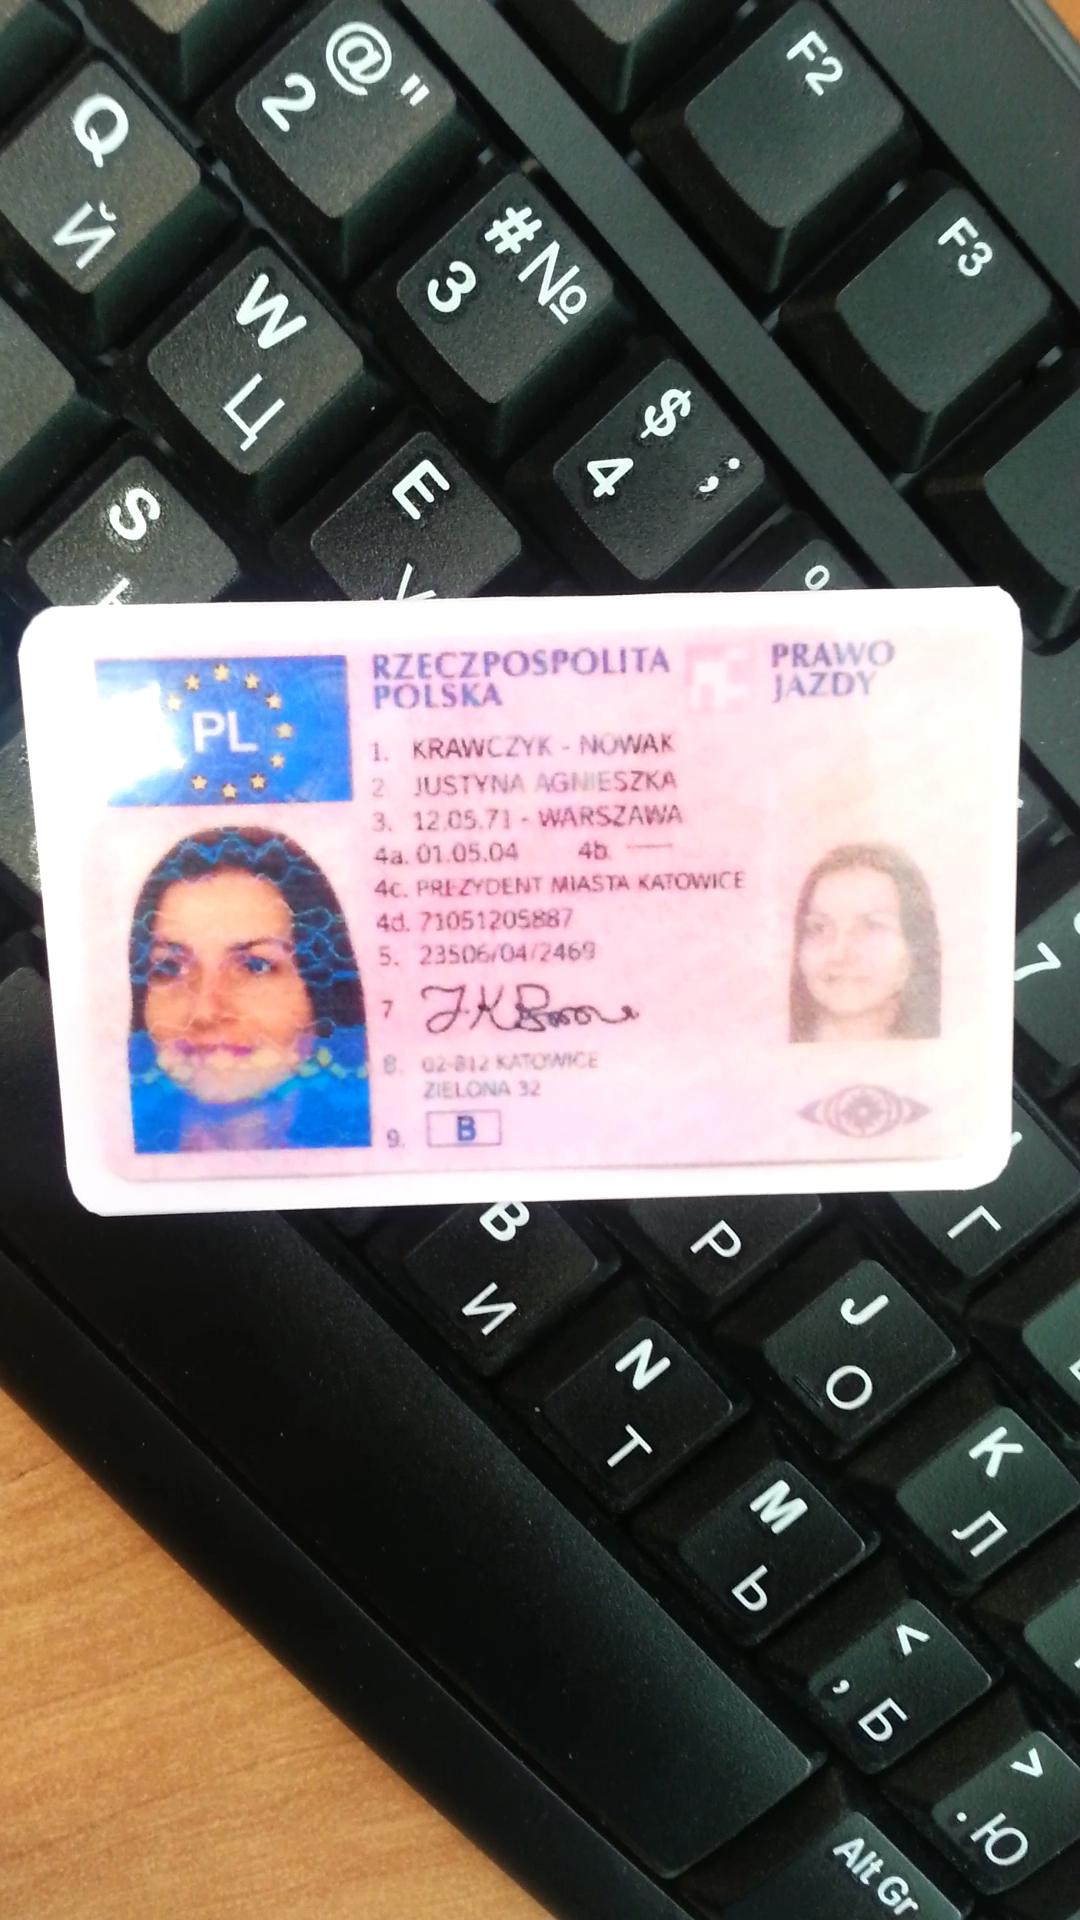 @ "
2
F2
Q
Й
#№
3
F3
W
Ц
$ ;
4
E
S
PL
RZECZPOSPOLITA
POLSKA
PRAWO
JAZDY
1. KRAWCZYK - NOWAK
2 JUSTYNA AGNIESZKA
3. 12.05.71 - WARSZAWA
4a. 01.05.04 4b. —
4c. PREZYDENT MIASTA KATOWICE
4d. 71051205887
5. 23506/04/2469
7
8. 02-812 KATOWICE
ZIELONA 32
9. B
7
B
И
P
Г
J
О
N
Т
K
Л
M
Ь
<
, Б
>
. Ю
Alt Gr